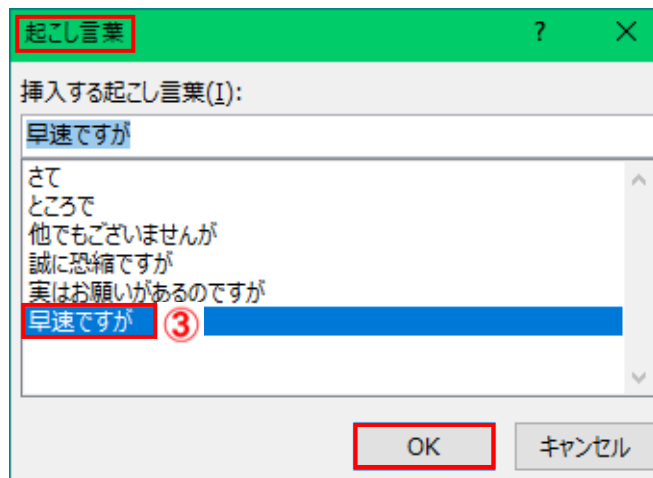 起こし言葉 ? ×
挿入する起こし言葉(I):
早速ですが
さて
ところで
他でもございませんが
誠に恐縮ですが
実はお願いがあるのですが
早速ですが ③
OK キャンセル